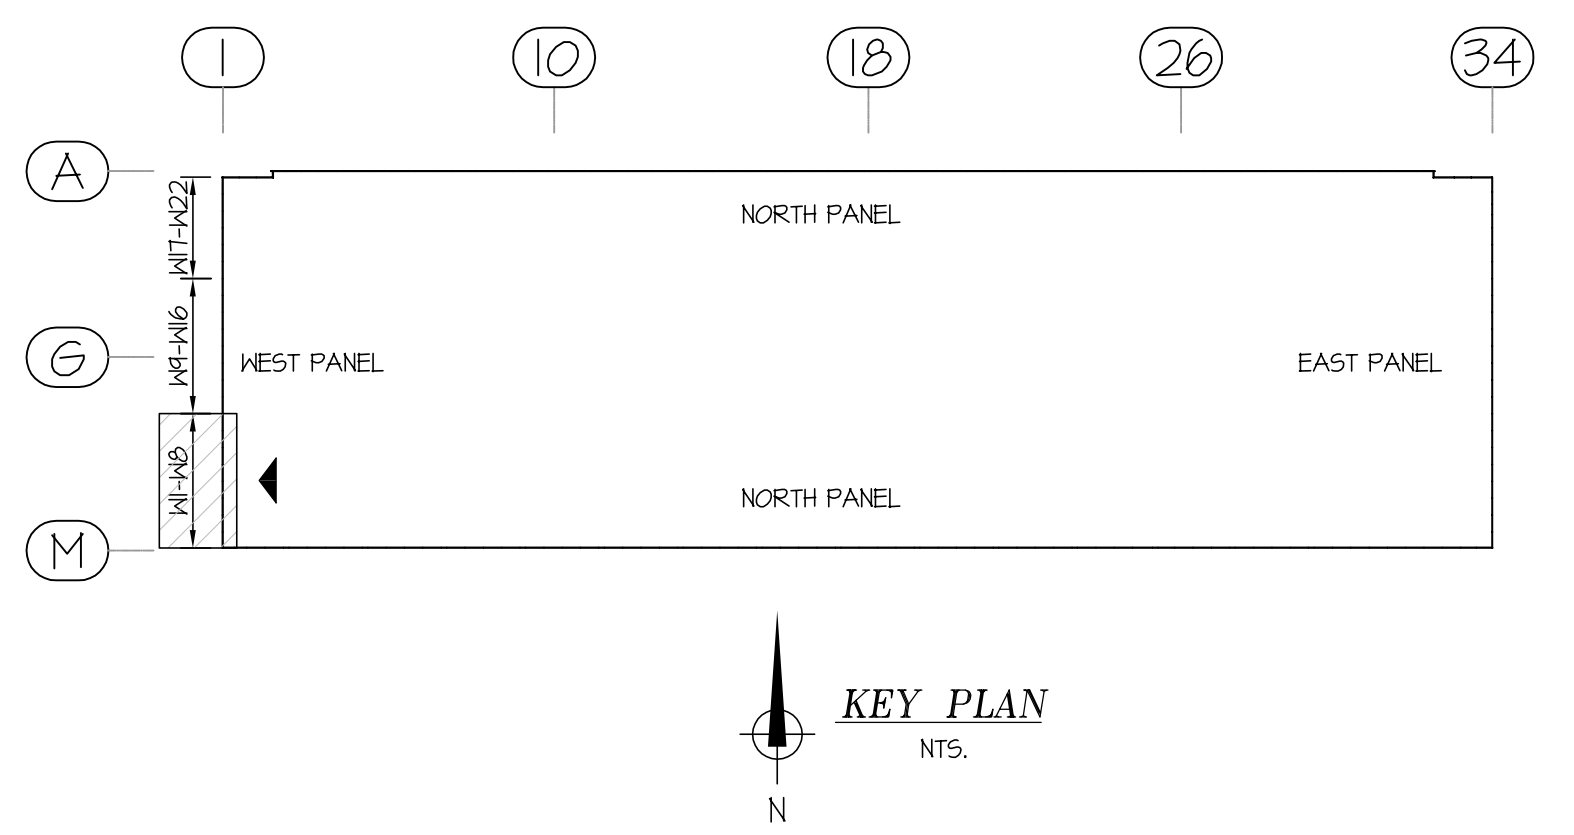 1
10
18
26
34
A
G
M
W17-W22
W9-W16
W1-W8
NORTH PANEL
WEST PANEL
EAST PANEL
NORTH PANEL
KEY PLAN
NTS.
N